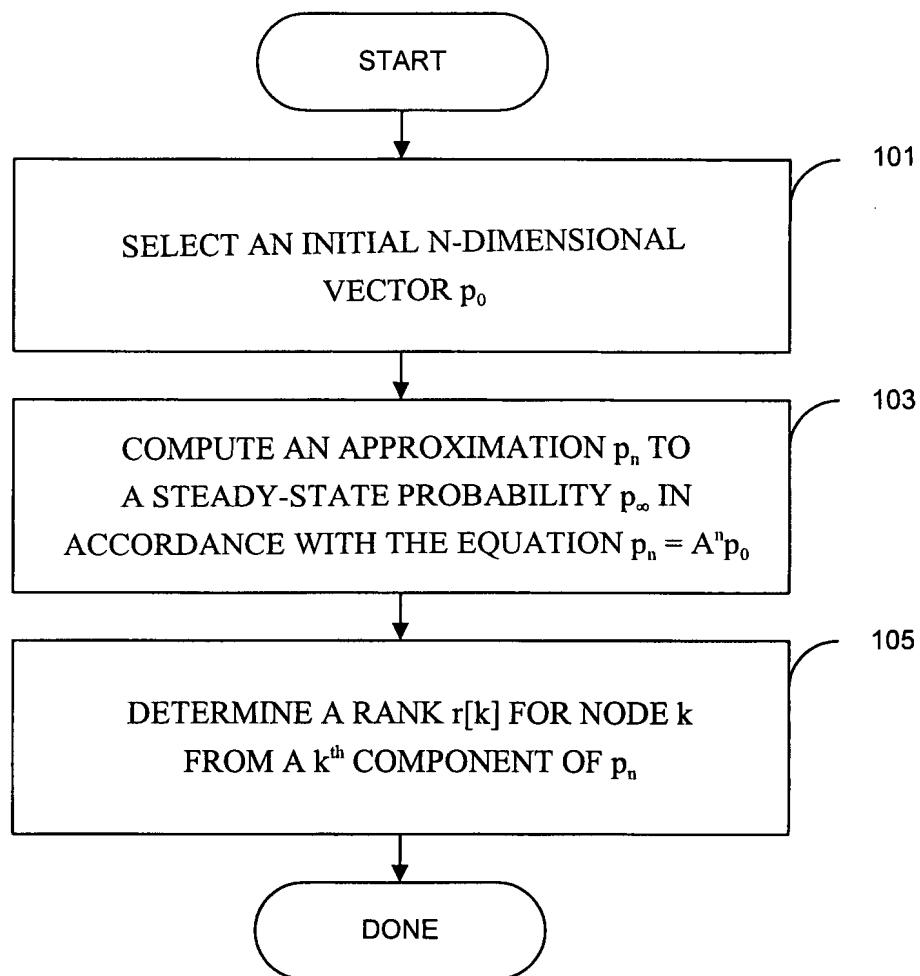 START
101
SELECT AN INITIAL N-DIMENSIONAL
VECTOR p₀
103
COMPUTE AN APPROXIMATION pₙ TO
A STEADY-STATE PROBABILITY p∞ IN
ACCORDANCE WITH THE EQUATION pₙ = Aⁿp₀
105
DETERMINE A RANK r[k] FOR NODE k
FROM A kᵗʰ COMPONENT OF pₙ
DONE